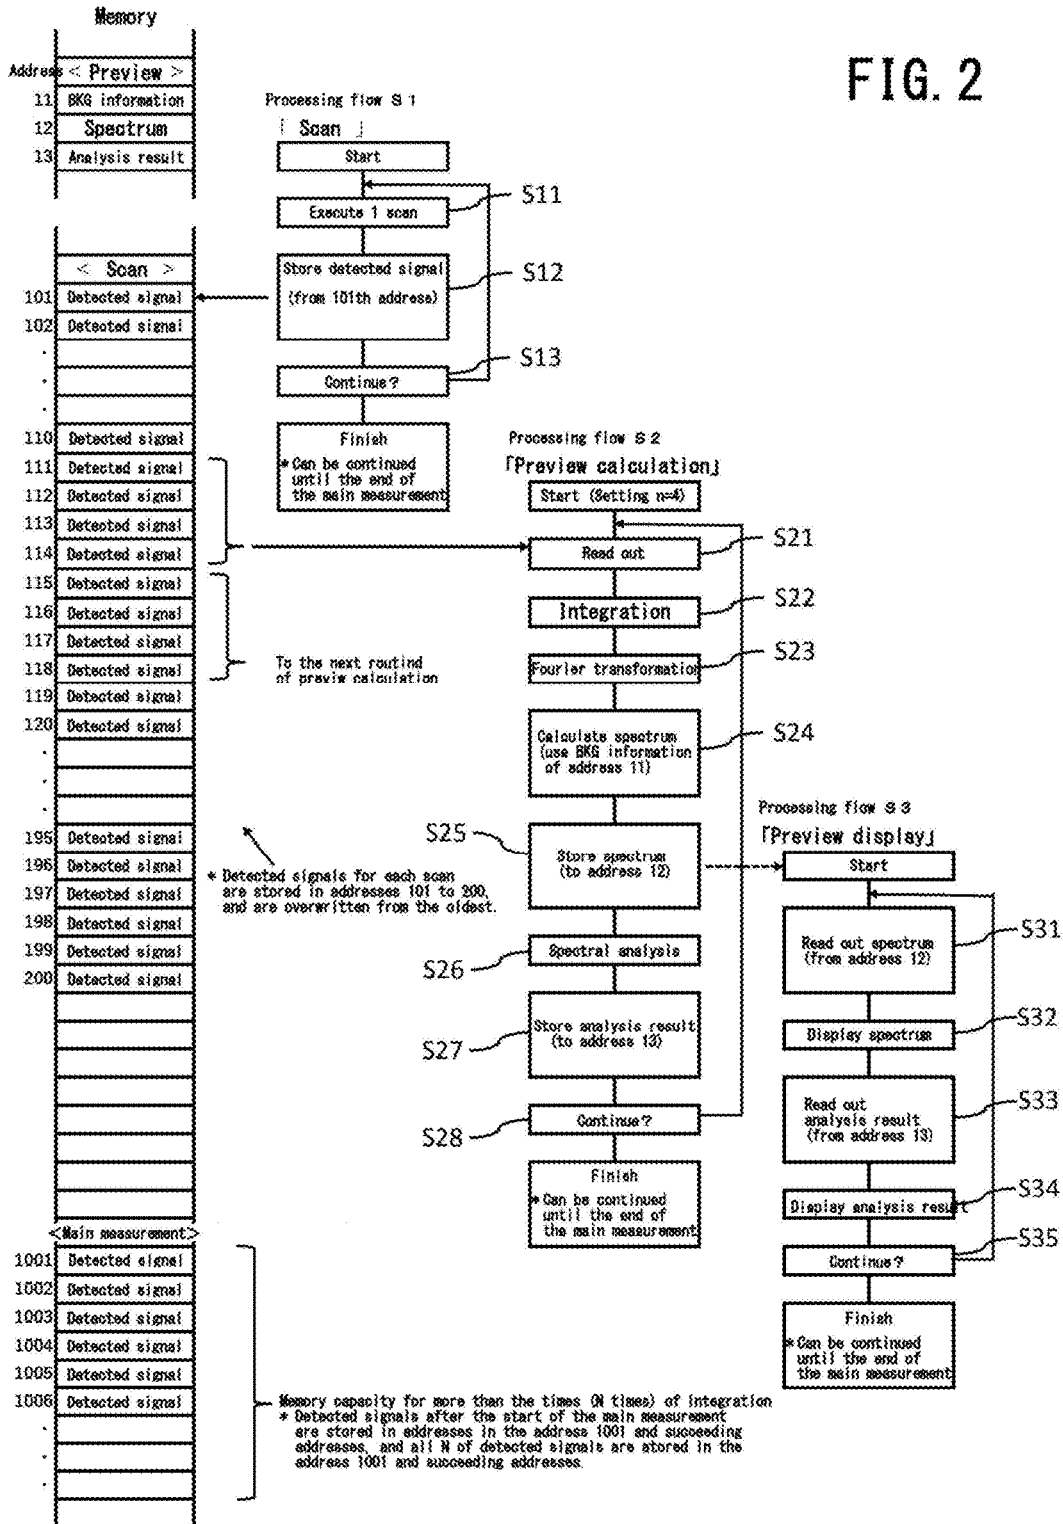 Memory
FIG. 2
Address
< Preview >
11 BKG information
12 Spectrum
13 Analysis result
< Scan >
101 Detected signal
102 Detected signal
.
.
.
110 Detected signal
111 Detected signal
112 Detected signal
113 Detected signal
114 Detected signal
115 Detected signal
116 Detected signal
117 Detected signal
118 Detected signal
119 Detected signal
120 Detected signal
.
.
.
195 Detected signal
196 Detected signal
197 Detected signal
198 Detected signal
199 Detected signal
200 Detected signal
<Main measurement>
1001 Detected signal
1002 Detected signal
1003 Detected signal
1004 Detected signal
1005 Detected signal
1006 Detected signal
.
.
.
Processing flow S 1
「 Scan 」
Start
Execute 1 scan
S11
Store detected signal
(from 101th address)
S12
Continue?
S13
Finish
* Can be continued
until the end of
the main measurement
To the next routind
of previw calculation
* Detected signals for each scan
are stored in addresses 101 to 200,
and are overwritten from the oldest.
Processing flow S 2
「Preview calculation」
Start (Setting n=4)
Read out
S21
Integration
S22
Fourier transformation
S23
Calculate spectrum
(use BKG information
of address 11)
S24
Store spectrum
(to address 12)
S25
Spectral analysis
S26
Store analysis result
(to address 13)
S27
Continue?
S28
Finish
* Can be continued
until the end of
the main measurement
Processing flow S 3
「Preview display」
Start
Read out spectrum
(from address 12)
S31
Display spectrum
S32
Read out
analysis result
(from address 13)
S33
Display analysis result
S34
Continue?
S35
Finish
* Can be continued
until the end of
the main measurement
Memory capacity for more than the times (N times) of integration
* Detected signals after the start of the main measurement
are stored in addresses in the address 1001 and succeeding
addresses, and all N of detected signals are stored in the
address 1001 and succeeding addresses.